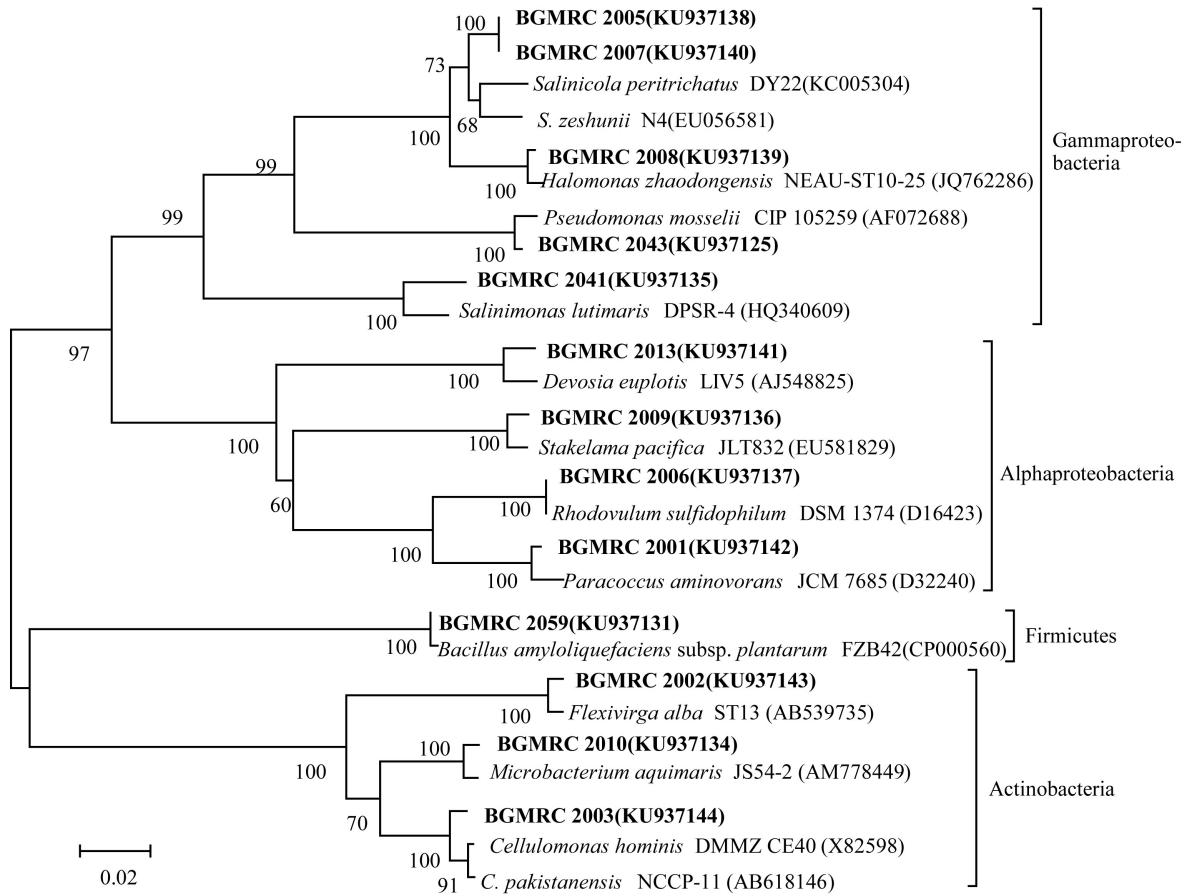 BGMRC 2005(KU937138)
100
BGMRC 2007(KU937140)
73
Salinicola peritrichatus DY22(KC005304)
68
S. zeshunii N4(EU056581)
100
Gammaproteo-
bacteria
BGMRC 2008(KU937139)
99
100
Halomonas zhaodongensis NEAU-ST10-25 (JQ762286)
99
Pseudomonas mosselii CIP 105259 (AF072688)
BGMRC 2043(KU937125)
100
BGMRC 2041(KU937135)
Salinimonas lutimaris DPSR-4 (HQ340609)
100
97
BGMRC 2013(KU937141)
100
Devosia euplotis LIV5 (AJ548825)
BGMRC 2009(KU937136)
100
100
Stakelama pacifica JLT832 (EU581829)
Alphaproteobacteria
BGMRC 2006(KU937137)
60
100
Rhodovulum sulfidophilum DSM 1374 (D16423)
BGMRC 2001(KU937142)
100
100
Paracoccus aminovorans JCM 7685 (D32240)
BGMRC 2059(KU937131)
Firmicutes
100
Bacillus amyloliquefaciens subsp. plantarum FZB42(CP000560)
BGMRC 2002(KU937143)
100
Flexivirga alba ST13 (AB539735)
BGMRC 2010(KU937134)
100
100
Microbacterium aquimaris JS54-2 (AM778449)
Actinobacteria
BGMRC 2003(KU937144)
70
Cellulomonas hominis DMMZ CE40 (X82598)
100
91
C. pakistanensis NCCP-11 (AB618146)
0.02